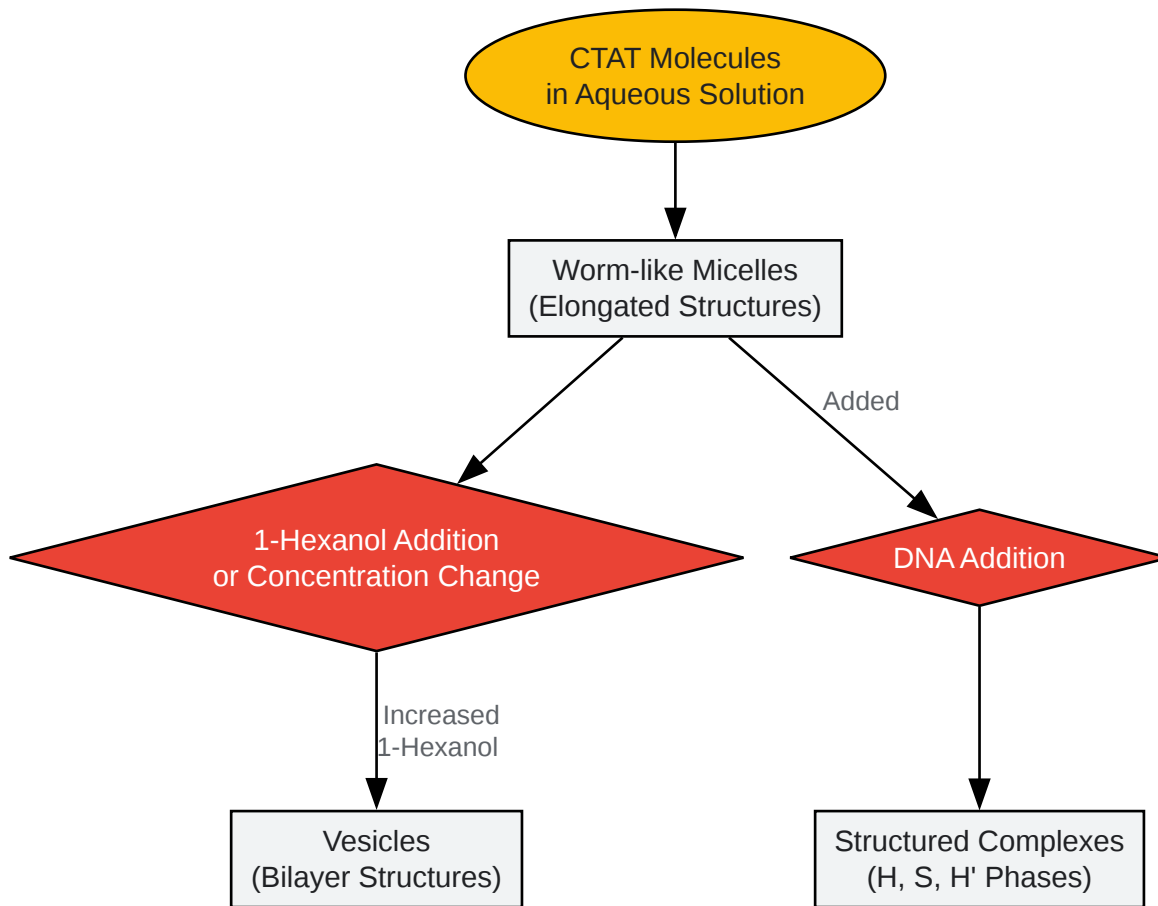 CTAT Molecules
in Aqueous Solution
Worm-like Micelles
(Elongated Structures)
Added
1-Hexanol Addition
or Concentration Change
DNA Addition
Increased
1-Hexanol
Vesicles
(Bilayer Structures)
Structured Complexes
(H, S, H' Phases)